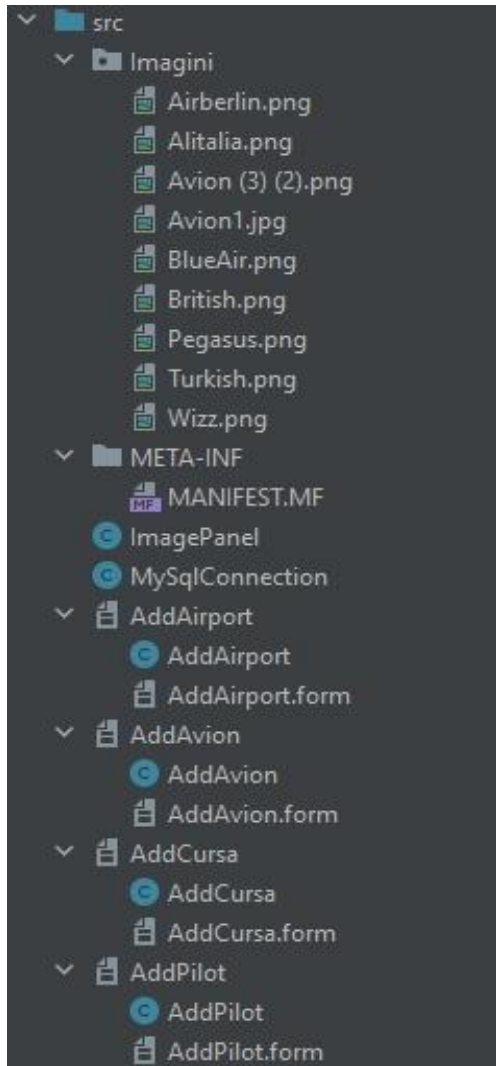 src
Imagini
Airberlin.png
Alitalia.png
Avion (3) (2).png
Avion1.jpg
BlueAir.png
British.png
Pegasus.png
Turkish.png
Wizz.png
META-INF
MF MANIFEST.MF
C ImagePanel
C MySqlConnection
AddAirport
C AddAirport
AddAirport.form
AddAvion
C AddAvion
AddAvion.form
AddCursa
C AddCursa
AddCursa.form
AddPilot
C AddPilot
AddPilot.form